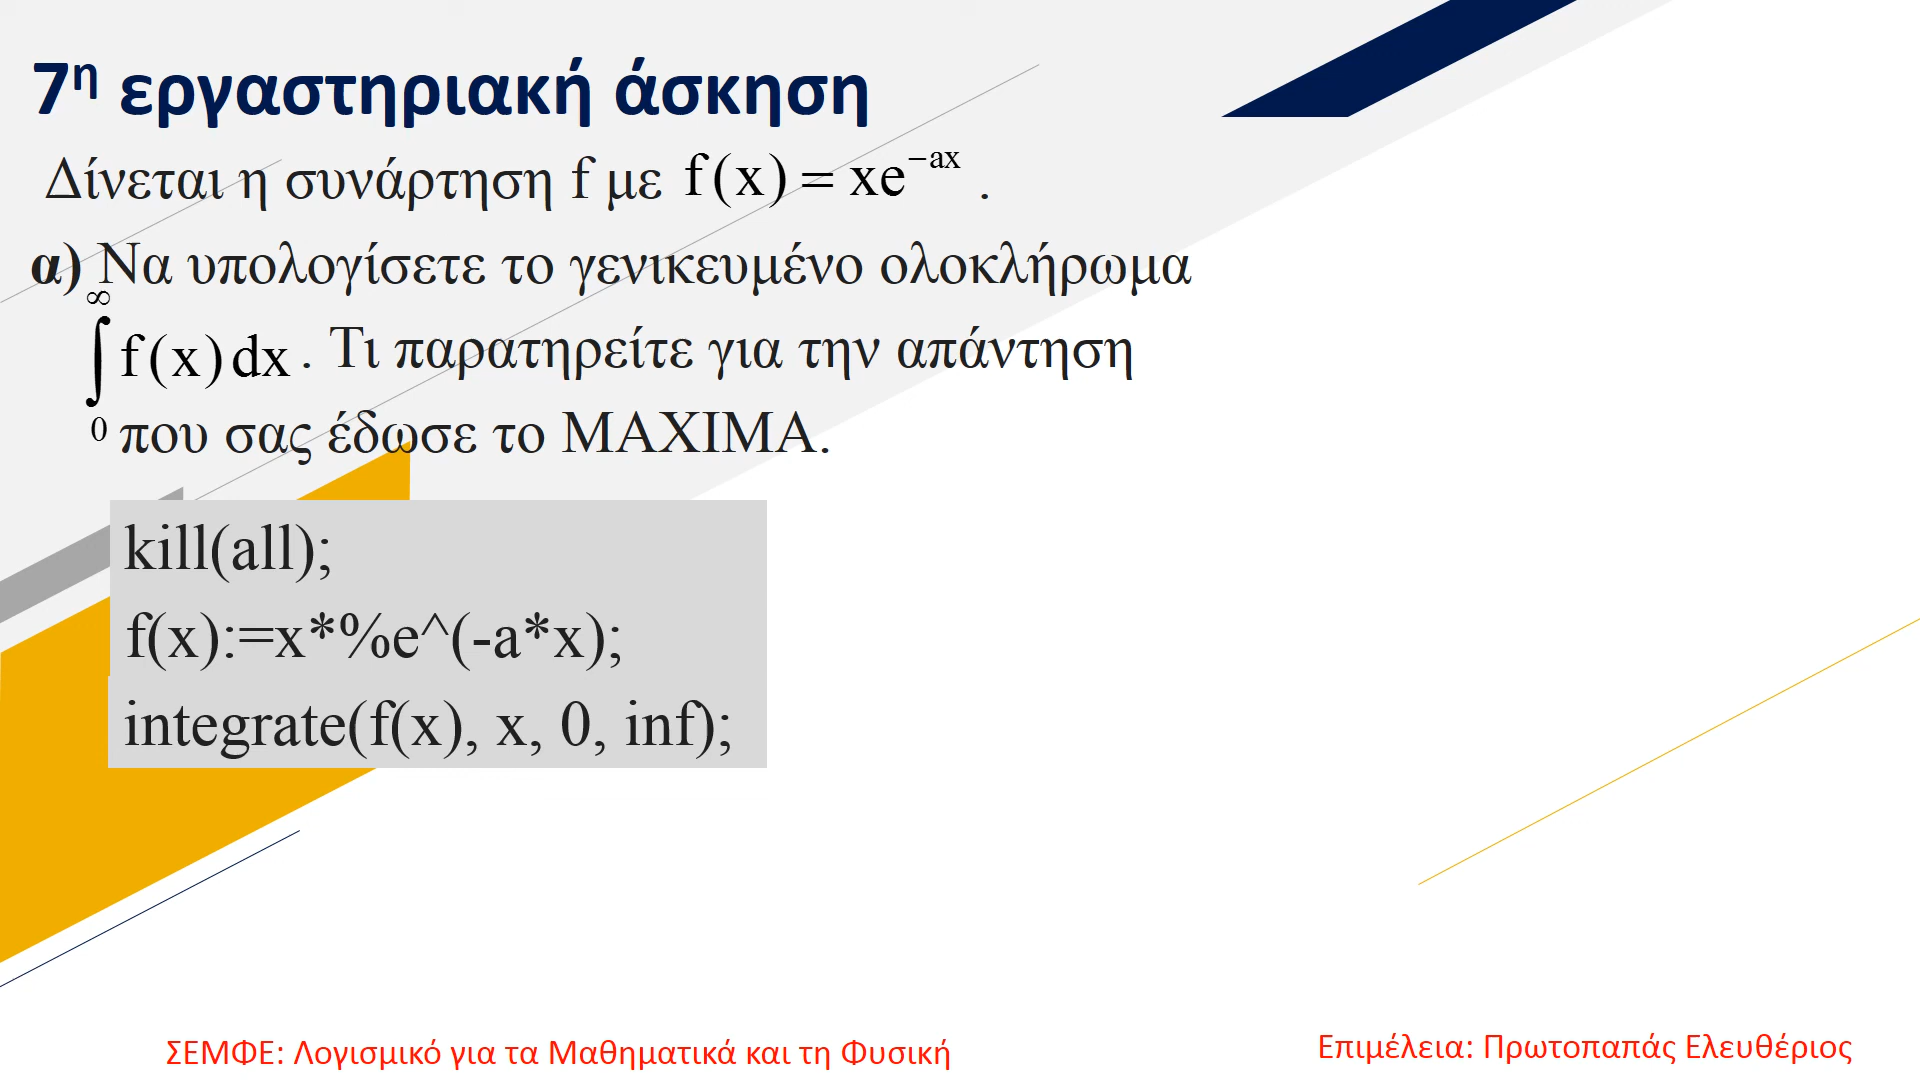 7η εργαστηριακή άσκηση
Δίνεται η συνάρτηση f με f(x) = xe^{-ax} .
α) Να υπολογίσετε το γενικευμένο ολοκλήρωμα
∫_0^∞ f(x)dx . Τι παρατηρείτε για την απάντηση
που σας έδωσε το MAXIMA.
kill(all);
f(x):=x*%e^(-a*x);
integrate(f(x), x, 0, inf);
ΣΕΜΦΕ: Λογισμικό για τα Μαθηματικά και τη Φυσική
Επιμέλεια: Πρωτοπαπάς Ελευθέριος